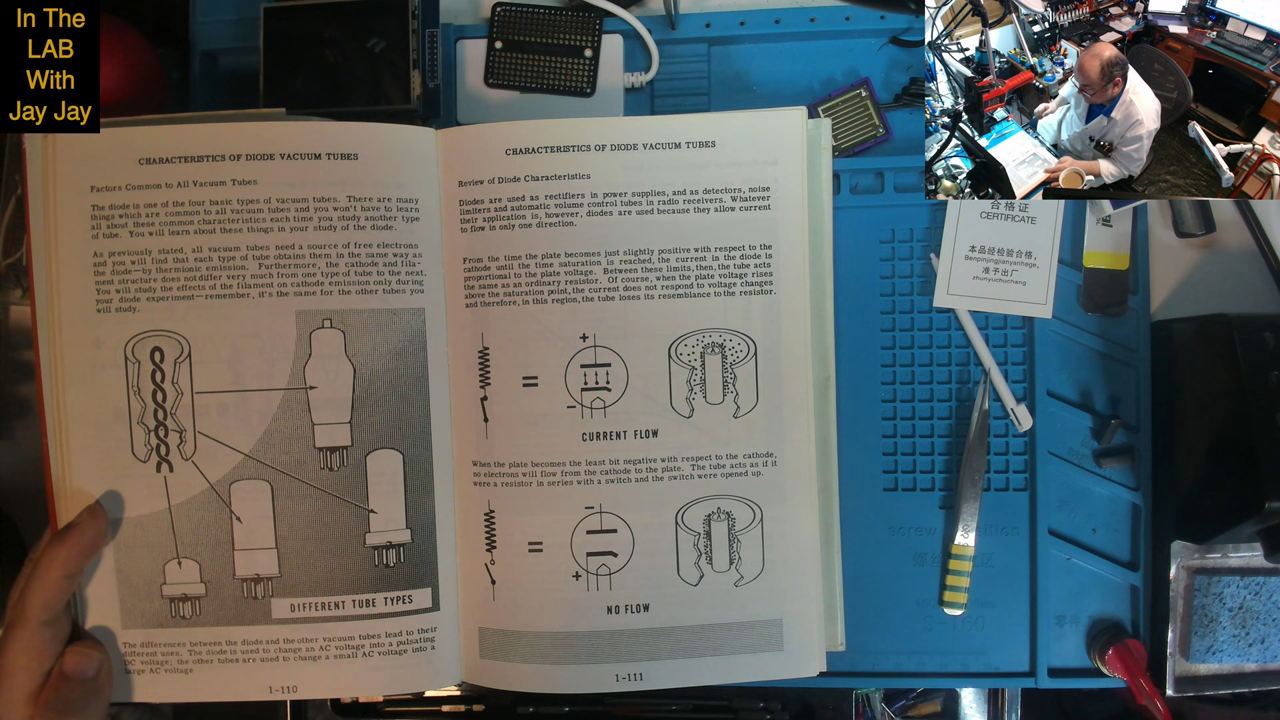 In The
LAB
With
Jay Jay
CHARACTERISTICS OF DIODE VACUUM TUBES
Factors Common to All Vacuum Tubes
The diode is one of the four basic types of vacuum tubes. There are many
things which are common to all vacuum tubes and you won't have to learn
all about these common characteristics each time you study another type
of tube. You will learn about these things in your study of the diode.
As previously stated, all vacuum tubes need a source of free electrons
and you will find that each type of tube obtains them in the same way as
the diode—by thermionic emission. Furthermore, the cathode and fila-
ment structure does not differ very much from one type of tube to the next.
You will study the effects of the filament on cathode emission only during
your diode experiment—remember, it's the same for the other tubes you
will study.
DIFFERENT TUBE TYPES
The differences between the diode and the other vacuum tubes lead to their
different uses. The diode is used to change an AC voltage into a pulsating
DC voltage; the other tubes are used to change a small AC voltage into a
large AC voltage
1-110
CHARACTERISTICS OF DIODE VACUUM TUBES
Review of Diode Characteristics
Diodes are used as rectifiers in power supplies, and as detectors, noise
limiters and automatic volume control tubes in radio receivers. Whatever
their application is, however, diodes are used because they allow current
to flow in only one direction.
From the time the plate becomes just slightly positive with respect to the
cathode until the time saturation is reached, the current in the diode is
proportional to the plate voltage. Between these limits, then, the tube acts
the same as an ordinary resistor. Of course, when the plate voltage rises
above the saturation point, the current does not respond to voltage changes
and therefore, in this region, the tube loses its resemblance to the resistor.
= + -
CURRENT FLOW
When the plate becomes the least bit negative with respect to the cathode,
no electrons will flow from the cathode to the plate. The tube acts as if it
were a resistor in series with a switch and the switch were opened up.
= - +
NO FLOW
1-111
合格证
CERTIFICATE
本品经检验合格,
Benpinjingjianyanhege,
准予出厂
zhunyuchuchang
S-160
零件